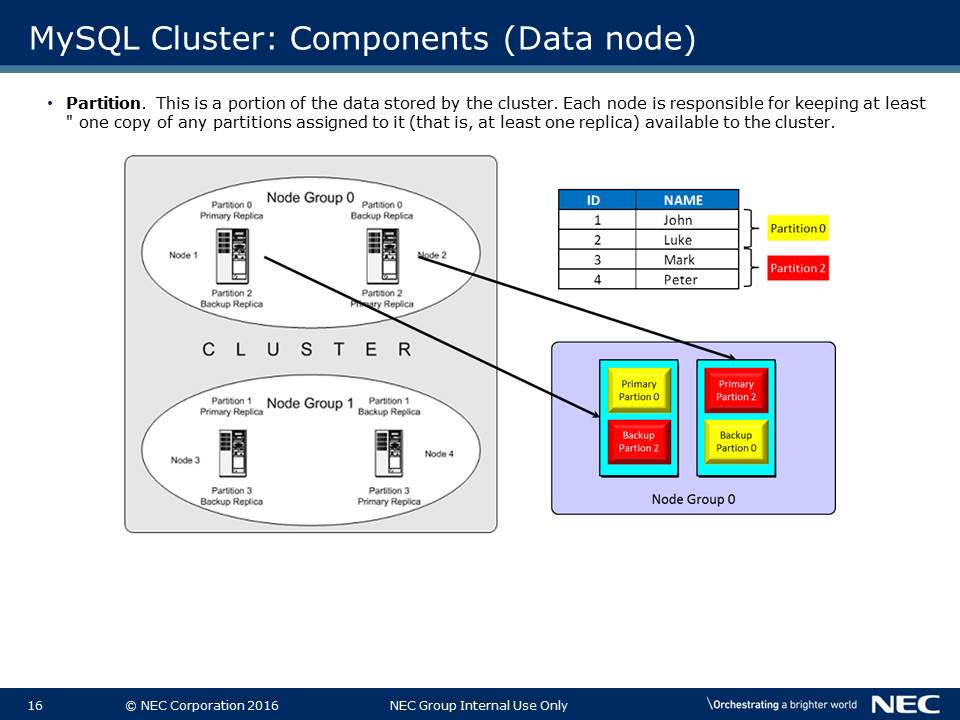 MySQL Cluster: Components (Data node)
• Partition. This is a portion of the data stored by the cluster. Each node is responsible for keeping at least
" one copy of any partitions assigned to it (that is, at least one replica) available to the cluster.
Node Group 0
Partition 0
Primary Replica
Partition 0
Backup Replica
Node 1
Node 2
Partition 2
Backup Replica
Partition 2
Primary Replica
CLUSTER
Node Group 1
Partition 1
Primary Replica
Partition 1
Backup Replica
Node 3
Node 4
Partition 3
Backup Replica
Partition 3
Primary Replica
ID NAME
1 John
2 Luke
3 Mark
4 Peter
Partition 0
Partition 2
Primary
Partion 0
Primary
Partion 2
Backup
Partion 2
Backup
Partion 0
Node Group 0
16 © NEC Corporation 2016 NEC Group Internal Use Only \Orchestrating a brighter world NEC